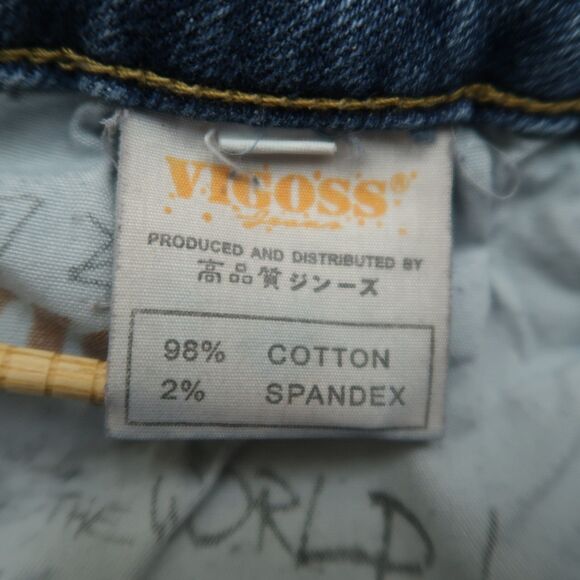 VIGOSS®
Jeans
PRODUCED AND DISTRIBUTED BY
高品質ジンーズ
98% COTTON
2% SPANDEX
THE WORLD